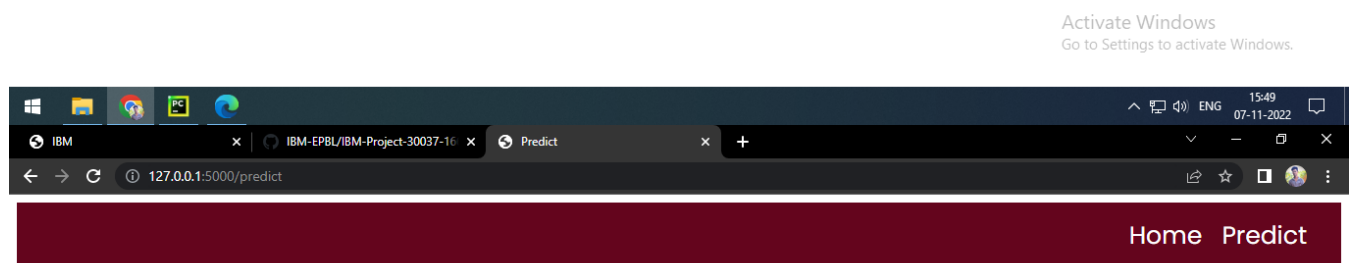 Activate Windows
Go to Settings to activate Windows.
PC
ENG
15:49
07-11-2022
IBM
IBM-EPBL/IBM-Project-30037-16
Predict
127.0.0.1:5000/predict
Home Predict